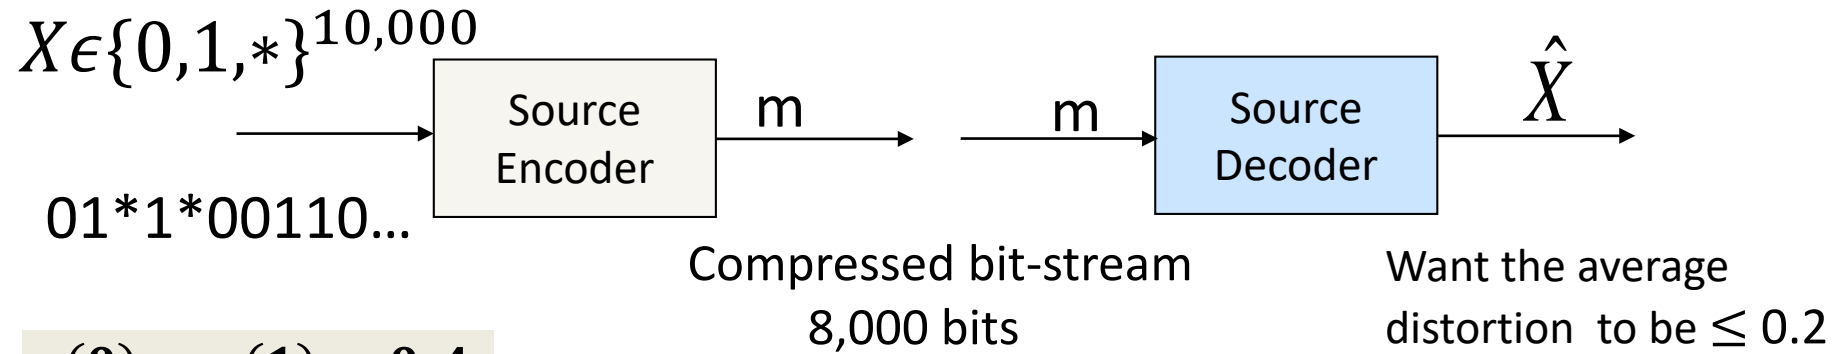 X∈{0,1,*}^10,000
Source
Encoder
m
m
Source
Decoder
X̂
01*1*00110...
Compressed bit-stream
8,000 bits
Want the average
distortion to be ≤ 0.2